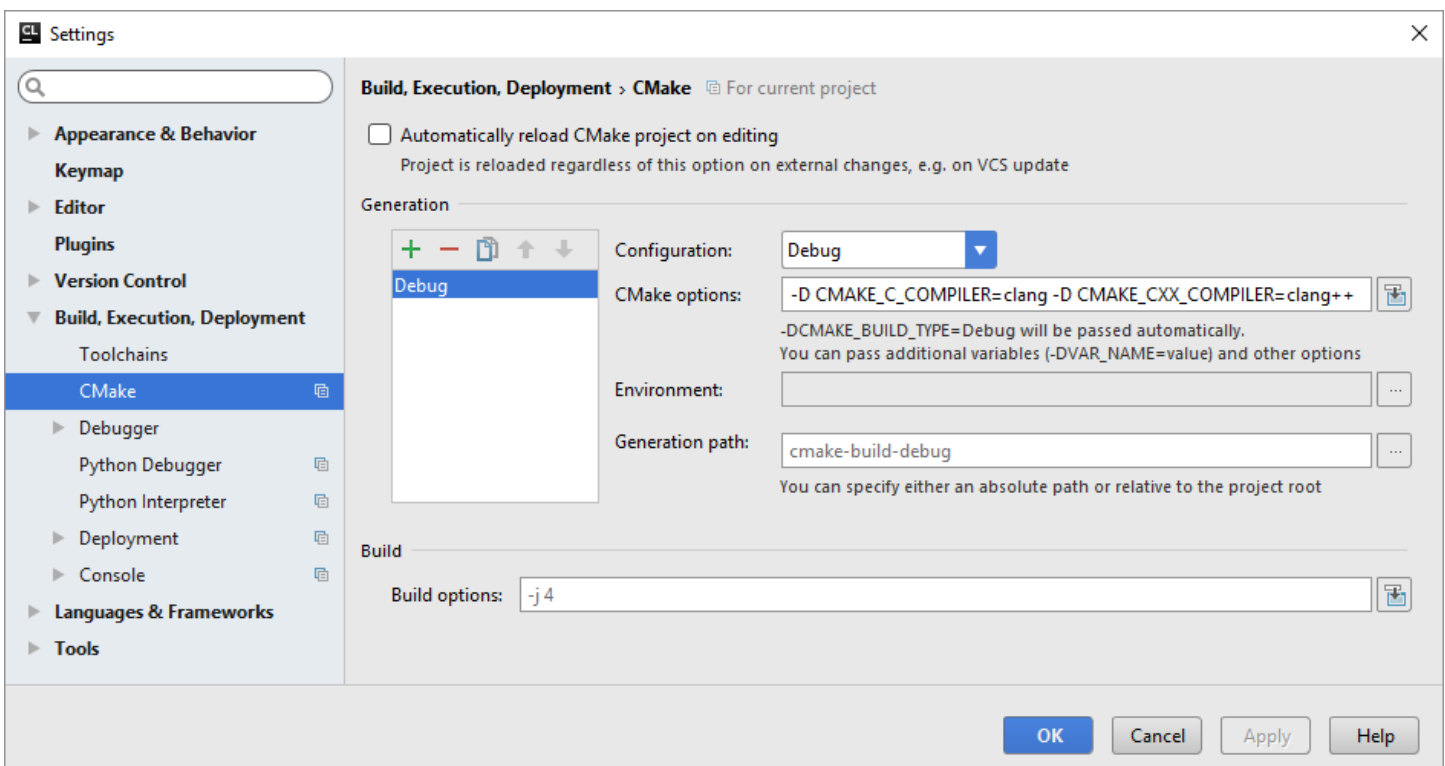 CL Settings
Build, Execution, Deployment › CMake For current project
Appearance & Behavior
Keymap
Editor
Plugins
Version Control
Build, Execution, Deployment
Toolchains
CMake
Debugger
Python Debugger
Python Interpreter
Deployment
Console
Languages & Frameworks
Tools
Automatically reload CMake project on editing
Project is reloaded regardless of this option on external changes, e.g. on VCS update
Generation
Debug
Configuration: Debug
CMake options: -D CMAKE_C_COMPILER=clang -D CMAKE_CXX_COMPILER=clang++
-DCMAKE_BUILD_TYPE=Debug will be passed automatically.
You can pass additional variables (-DVAR_NAME=value) and other options
Environment: ...
Generation path: cmake-build-debug ...
You can specify either an absolute path or relative to the project root
Build
Build options: -j 4
OK Cancel Apply Help